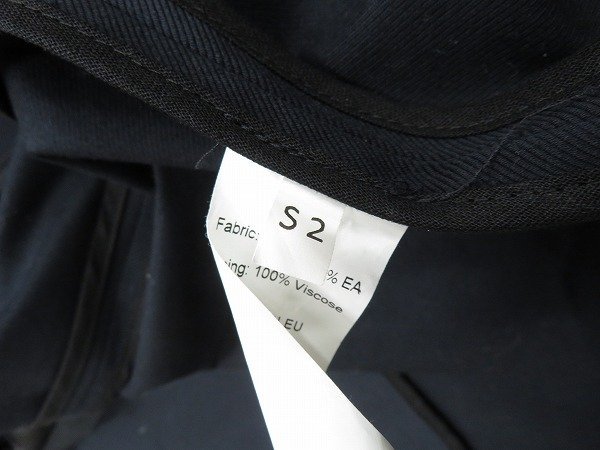 S 2
Fabric: % EA
ing: 100% Viscose
EU